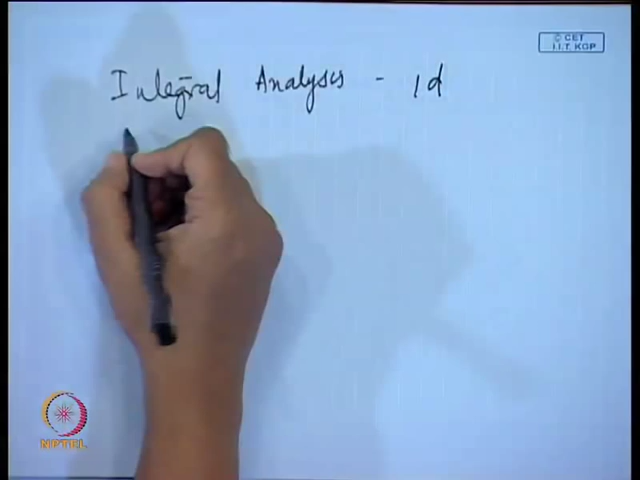 © CET
I.I.T. KGP
Integral Analysis - 1d
NPTEL